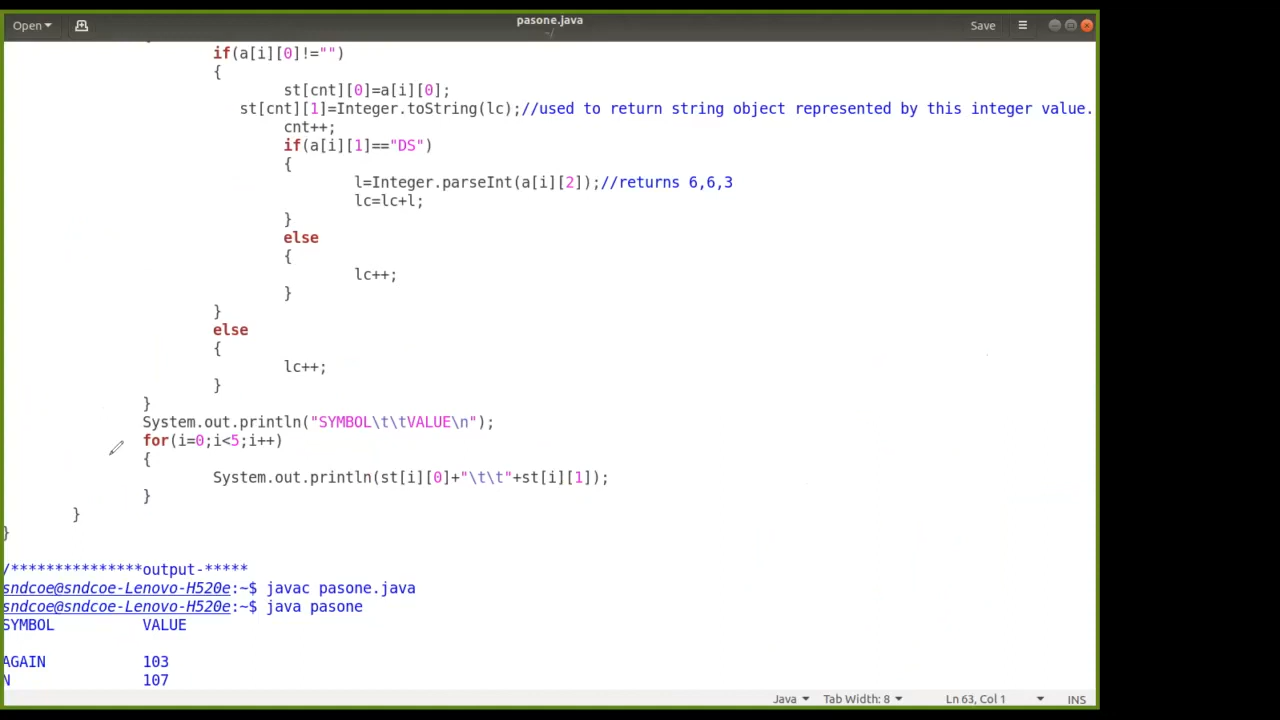 Open
pasone.java
~/
Save
if(a[i][0]!="")
{
st[cnt][0]=a[i][0];
st[cnt][1]=Integer.toString(lc);//used to return string object represented by this integer value.
cnt++;
if(a[i][1]=="DS")
{
l=Integer.parseInt(a[i][2]);//returns 6,6,3
lc=lc+l;
}
else
{
lc++;
}
}
else
{
lc++;
}
}
System.out.println("SYMBOL\t\tVALUE\n");
for(i=0;i<5;i++)
{
System.out.println(st[i][0]+"\t\t"+st[i][1]);
}
}
}
/***************output-*****
sndcoe@sndcoe-Lenovo-H520e:~$ javac pasone.java
sndcoe@sndcoe-Lenovo-H520e:~$ java pasone
SYMBOL VALUE
AGAIN 103
N 107
Java Tab Width: 8 Ln 63, Col 1 INS